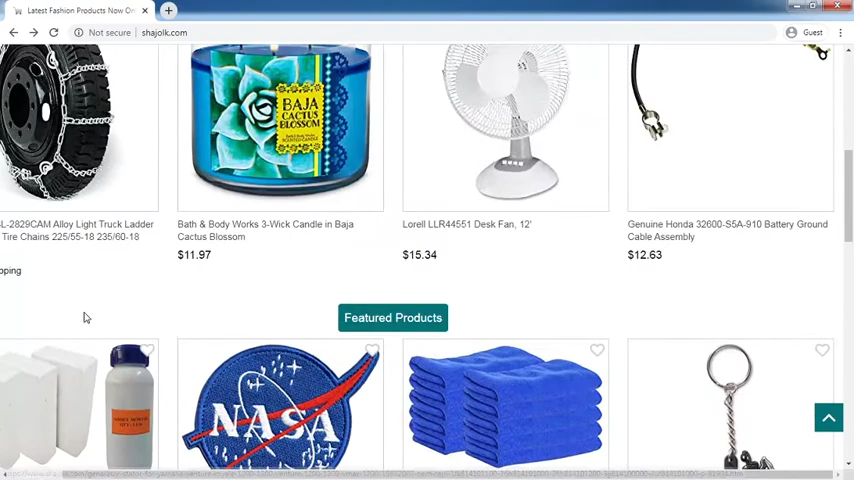 Latest Fashion Products Now On
Not secure
shajolk.com
Guest
BAJA
CACTUS
BLOSSOM
L-2829CAM Alloy Light Truck Ladder
Tire Chains 225/55-18 235/60-18
Bath & Body Works 3-Wick Candle in Baja
Cactus Blossom
Lorell LLR44551 Desk Fan, 12'
Genuine Honda 32600-S5A-910 Battery Ground
Cable Assembly
$11.97
$15.34
$12.63
pping
Featured Products
NASA